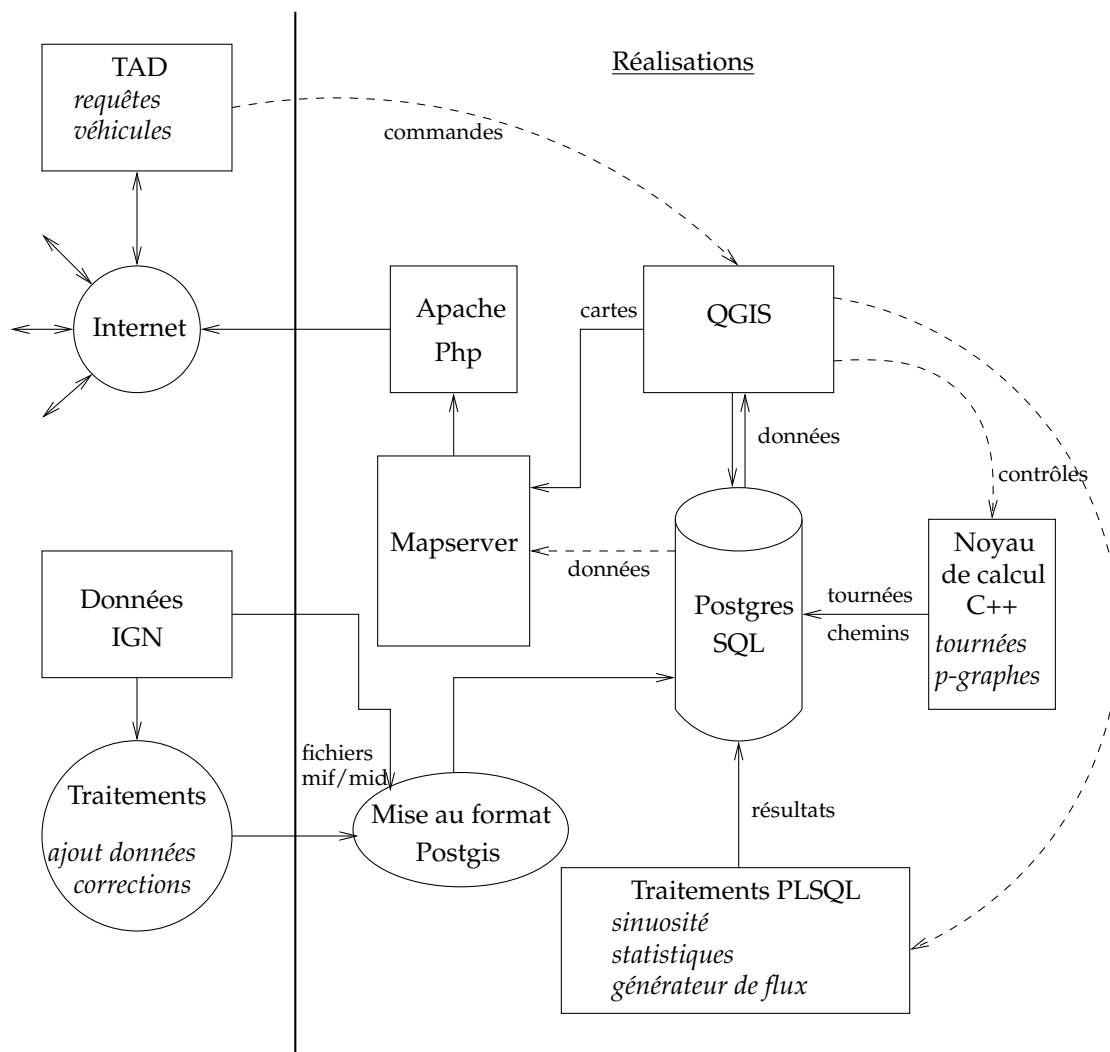 Réalisations
TAD
requêtes
véhicules
commandes
Internet
Apache
Php
cartes
QGIS
données
contrôles
Mapserver
données
Postgres
SQL
tournées
chemins
Noyau
de calcul
C++
tournées
p-graphes
Données
IGN
fichiers
mif/mid
Traitements
ajout données
corrections
Mise au format
Postgis
résultats
Traitements PLSQL
sinuosité
statistiques
générateur de flux